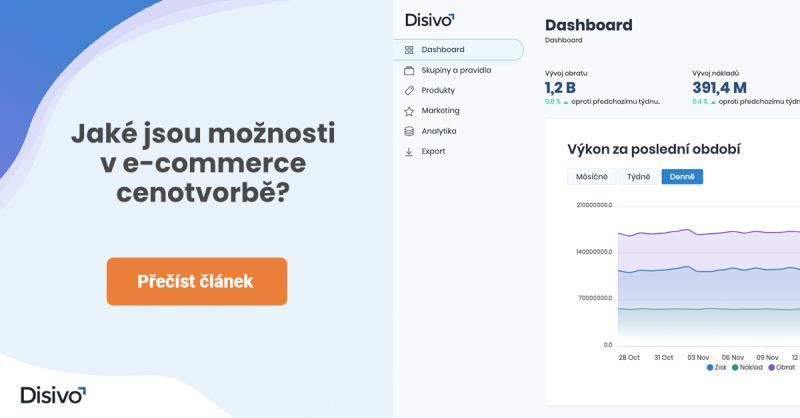 Jaké jsou možnosti
v e-commerce
cenotvorbě?
Přečíst článek
Disivo
Disivo
Dashboard
Skupiny a pravidla
Produkty
Marketing
Analytika
Export
Dashboard
Dashboard
Vývoj obratu
1,2 B
0.6 % oproti předchozímu týdnu.
Vývoj nákladů
391,4 M
0.4 % oproti předchozímu týdnu
Výkon za poslední období
Měsíčně Týdně Denně
210000000.0
140000000.0
70000000.0
0.0
28 Oct 31 Oct 03 Nov 06 Nov 09 Nov 12
Zisk Náklad Obrat